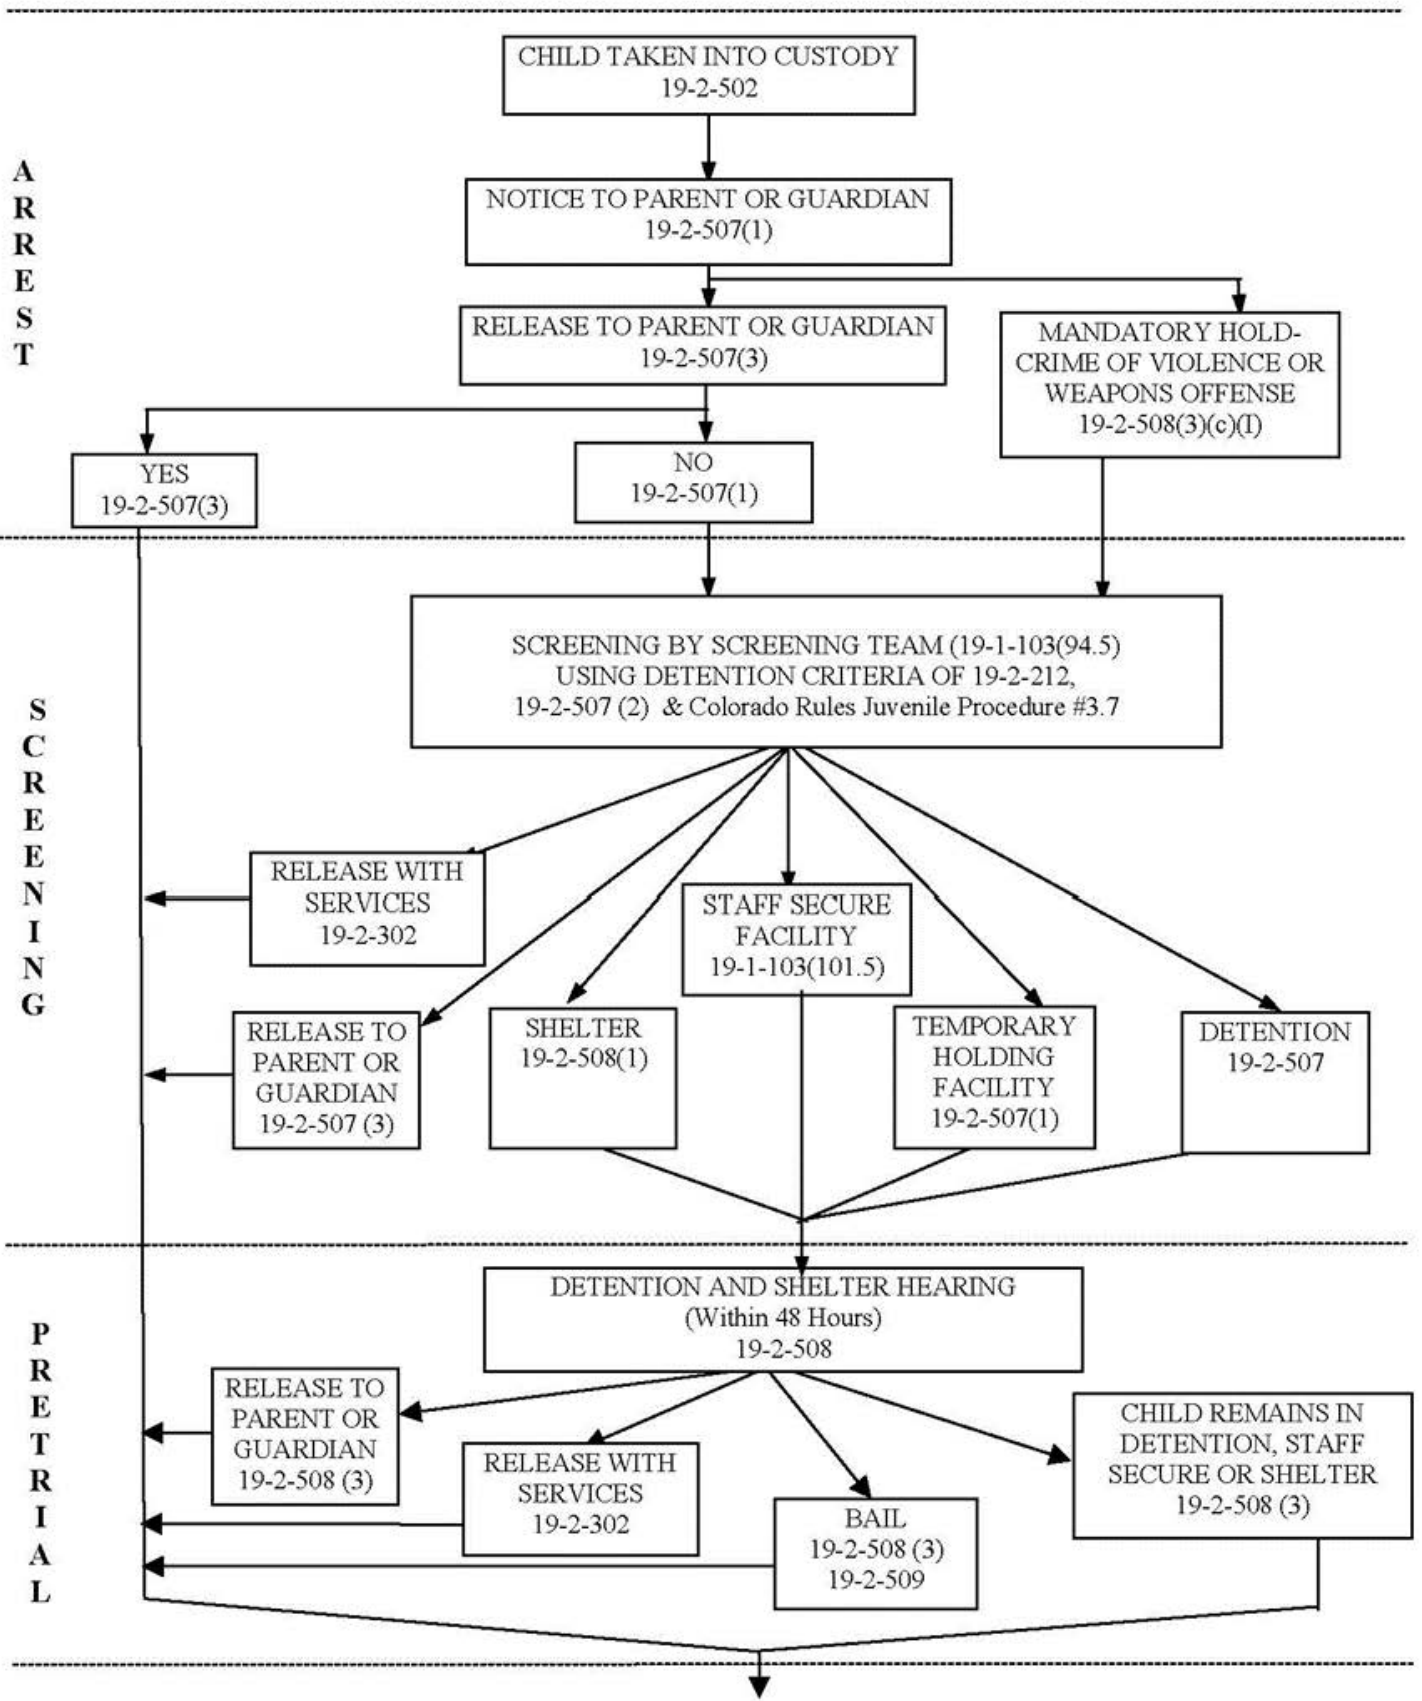 ARREST
CHILD TAKEN INTO CUSTODY
19-2-502
NOTICE TO PARENT OR GUARDIAN
19-2-507(1)
RELEASE TO PARENT OR GUARDIAN
19-2-507(3)
MANDATORY HOLD-
CRIME OF VIOLENCE OR
WEAPONS OFFENSE
19-2-508(3)(c)(I)
YES
19-2-507(3)
NO
19-2-507(1)
SCREENING
SCREENING BY SCREENING TEAM (19-1-103(94.5)
USING DETENTION CRITERIA OF 19-2-212,
19-2-507 (2) & Colorado Rules Juvenile Procedure #3.7
RELEASE WITH
SERVICES
19-2-302
STAFF SECURE
FACILITY
19-1-103(101.5)
RELEASE TO
PARENT OR
GUARDIAN
19-2-507 (3)
SHELTER
19-2-508(1)
TEMPORARY
HOLDING
FACILITY
19-2-507(1)
DETENTION
19-2-507
PRETRIAL
DETENTION AND SHELTER HEARING
(Within 48 Hours)
19-2-508
RELEASE TO
PARENT OR
GUARDIAN
19-2-508 (3)
RELEASE WITH
SERVICES
19-2-302
BAIL
19-2-508 (3)
19-2-509
CHILD REMAINS IN
DETENTION, STAFF
SECURE OR SHELTER
19-2-508 (3)